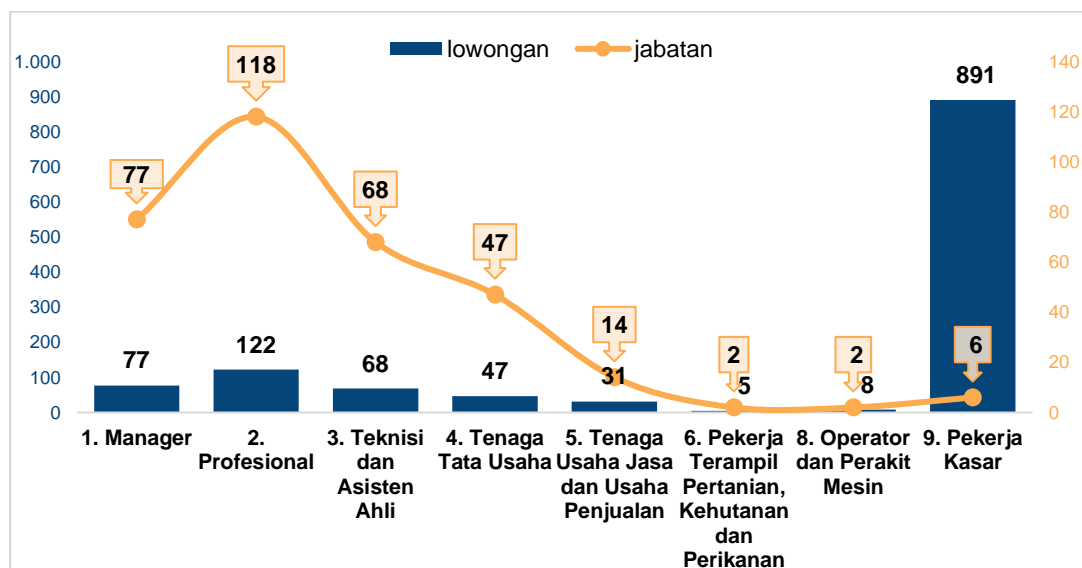 lowongan jabatan
1.000
900
800
700
600
500
400
300
200
100
0
140
120
100
80
60
40
20
0
77
118
68
47
14
2
2
6
77
122
68
47
31
5
8
891
1. Manager
2.
Profesional
3. Teknisi
dan
Asisten
Ahli
4. Tenaga
Tata Usaha
5. Tenaga
Usaha Jasa
dan Usaha
Penjualan
6. Pekerja
Terampil
Pertanian,
Kehutanan
dan
Perikanan
8. Operator
dan Perakit
Mesin
9. Pekerja
Kasar